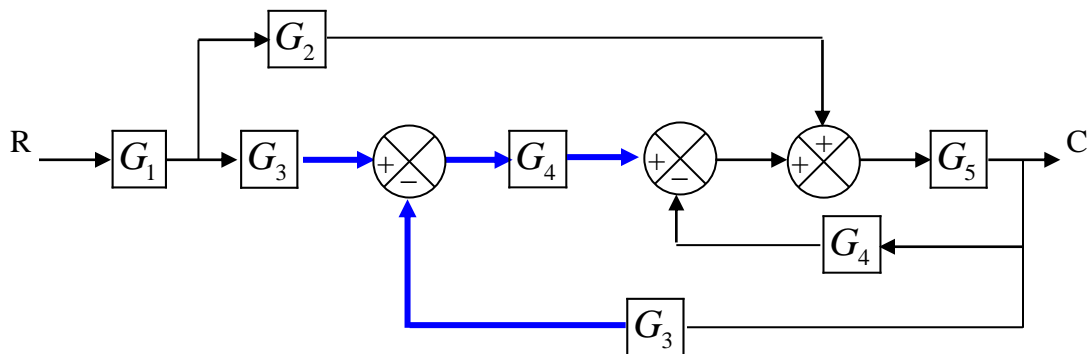 G₂
+
R G₁ G₃ + − G₄ + − + G₅ C
G₄
G₃